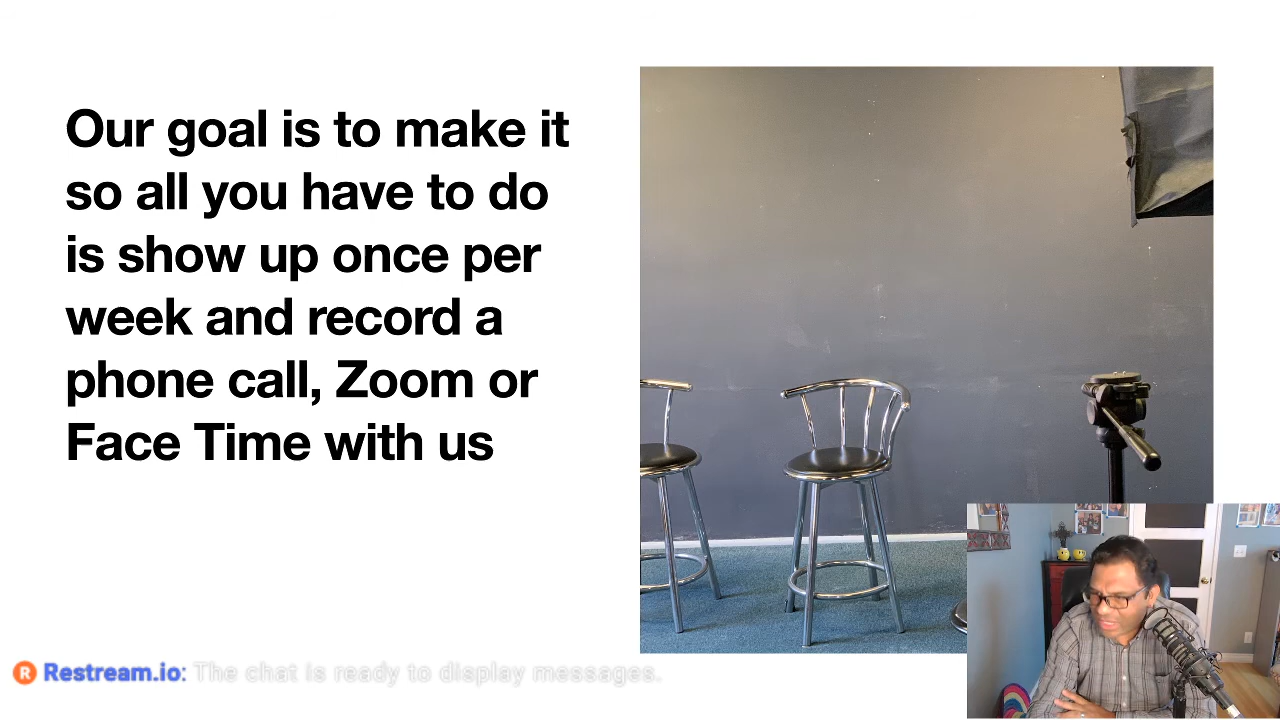 Our goal is to make it
so all you have to do
is show up once per
week and record a
phone call, Zoom or
Face Time with us
R Restream.io: The chat is ready to display messages.